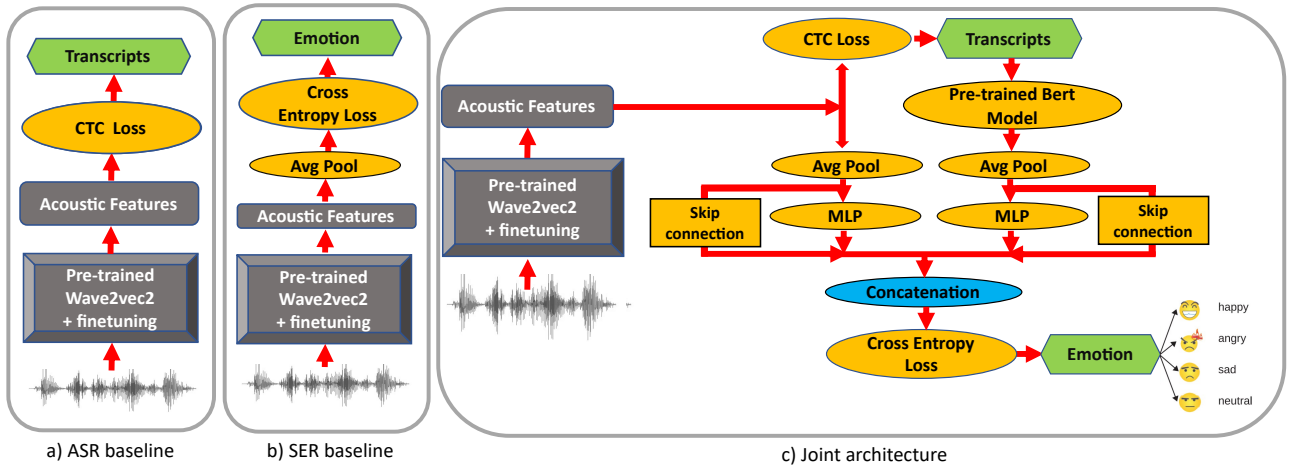 Transcripts
CTC Loss
Acoustic Features
Pre-trained
Wave2vec2
+ finetuning
a) ASR baseline
Emotion
Cross
Entropy Loss
Avg Pool
Acoustic Features
Pre-trained
Wave2vec2
+ finetuning
b) SER baseline
CTC Loss
Transcripts
Acoustic Features
Pre-trained Bert
Model
Pre-trained
Wave2vec2
+ finetuning
Avg Pool
Avg Pool
Skip
connection
MLP
MLP
Skip
connection
Concatenation
Cross Entropy
Loss
Emotion
happy
angry
sad
neutral
c) Joint architecture